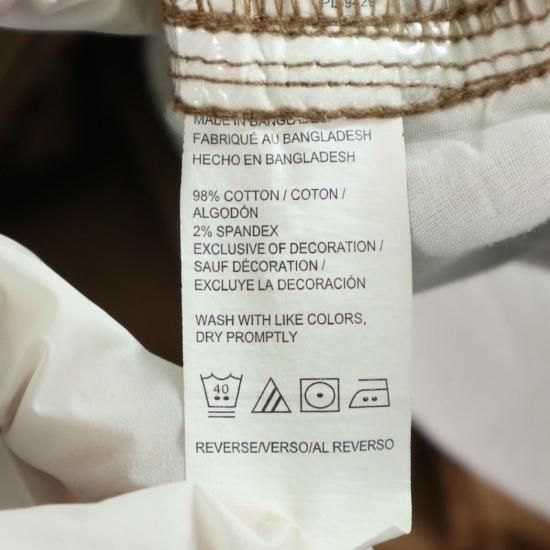 MADE IN BANGLADESH
FABRIQUÉ AU BANGLADESH
HECHO EN BANGLADESH
98% COTTON / COTON /
ALGODÓN
2% SPANDEX
EXCLUSIVE OF DECORATION /
SAUF DÉCORATION /
EXCLUYE LA DECORACIÓN
WASH WITH LIKE COLORS,
DRY PROMPTLY
40
REVERSE/VERSO/AL REVERSO